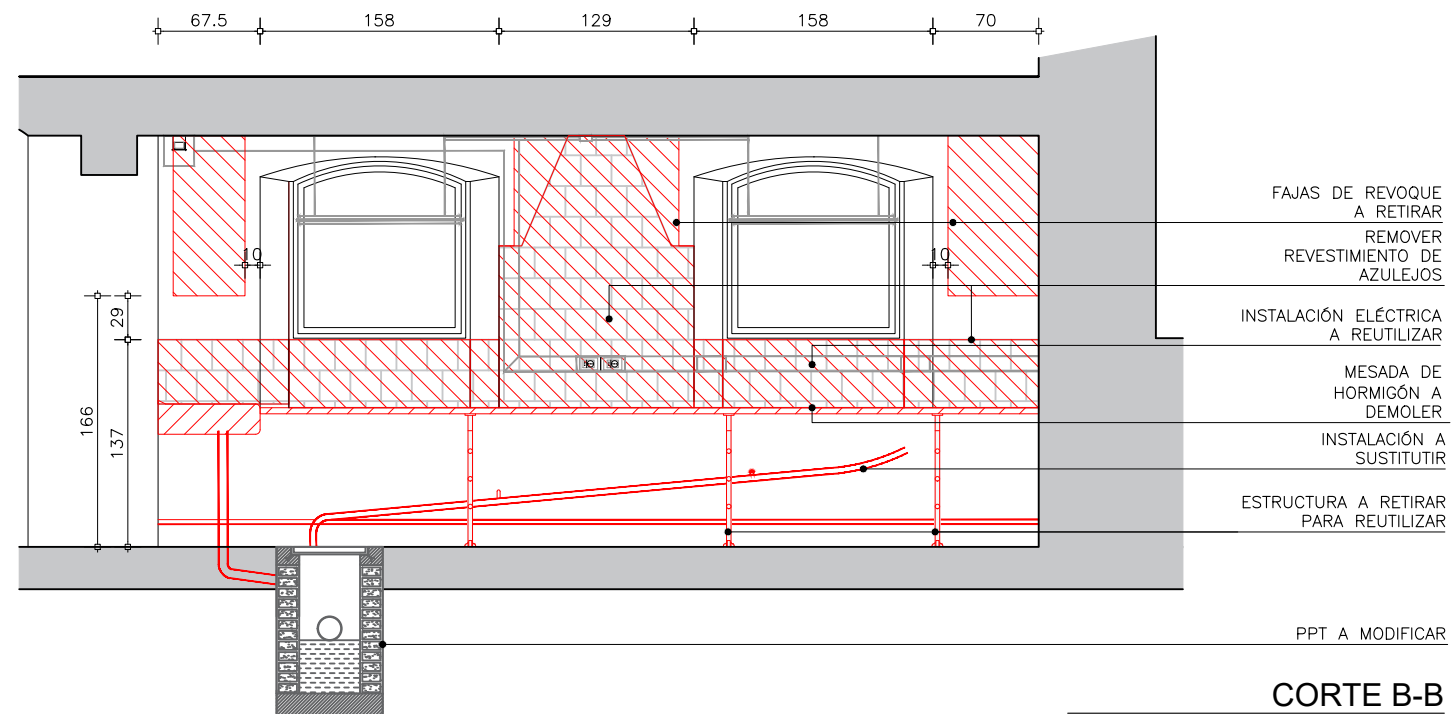 67.5 158 129 158 70
FAJAS DE REVOQUE
A RETIRAR
REMOVER
REVESTIMIENTO DE
AZULEJOS
10
10
29
INSTALACIÓN ELÉCTRICA
A REUTILIZAR
MESADA DE
HORMIGÓN A
DEMOLER
166
137
INSTALACIÓN A
SUSTITUTIR
ESTRUCTURA A RETIRAR
PARA REUTILIZAR
PPT A MODIFICAR
CORTE B-B